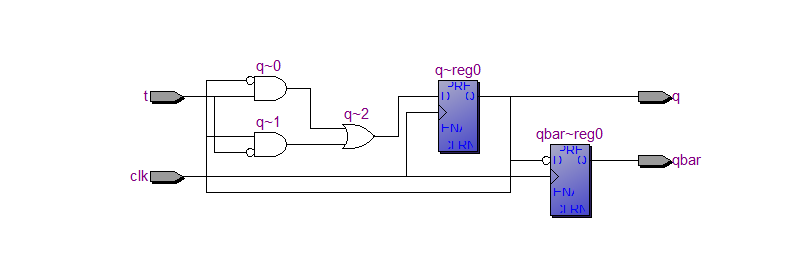 q~0
q~reg0
t
PRE
D Q
q
q~1
q~2
ENA
CLRN
qbar~reg0
PRE
D Q
qbar
clk
ENA
CLRN